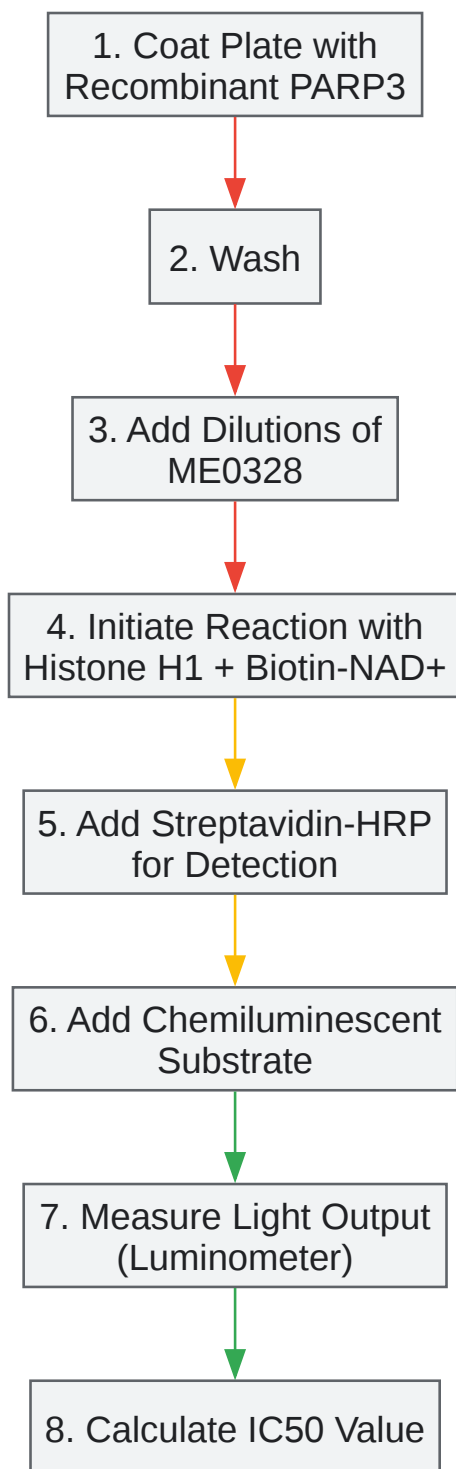 1. Coat Plate with
Recombinant PARP3
2. Wash
3. Add Dilutions of
ME0328
4. Initiate Reaction with
Histone H1 + Biotin-NAD+
5. Add Streptavidin-HRP
for Detection
6. Add Chemiluminescent
Substrate
7. Measure Light Output
(Luminometer)
8. Calculate IC50 Value